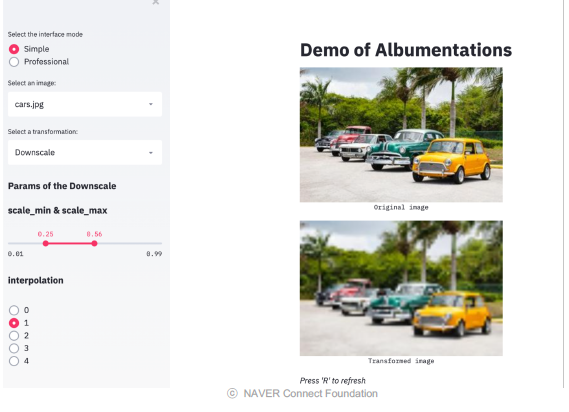 ×
Select the interface mode
Simple
Professional
Select an image:
cars.jpg
Select a transformation:
Downscale
Params of the Downscale
scale_min & scale_max
0.25 0.56
0.01 0.99
interpolation
0
1
2
3
4
Demo of Albumentations
Original image
Transformed image
Press 'R' to refresh
© NAVER Connect Foundation